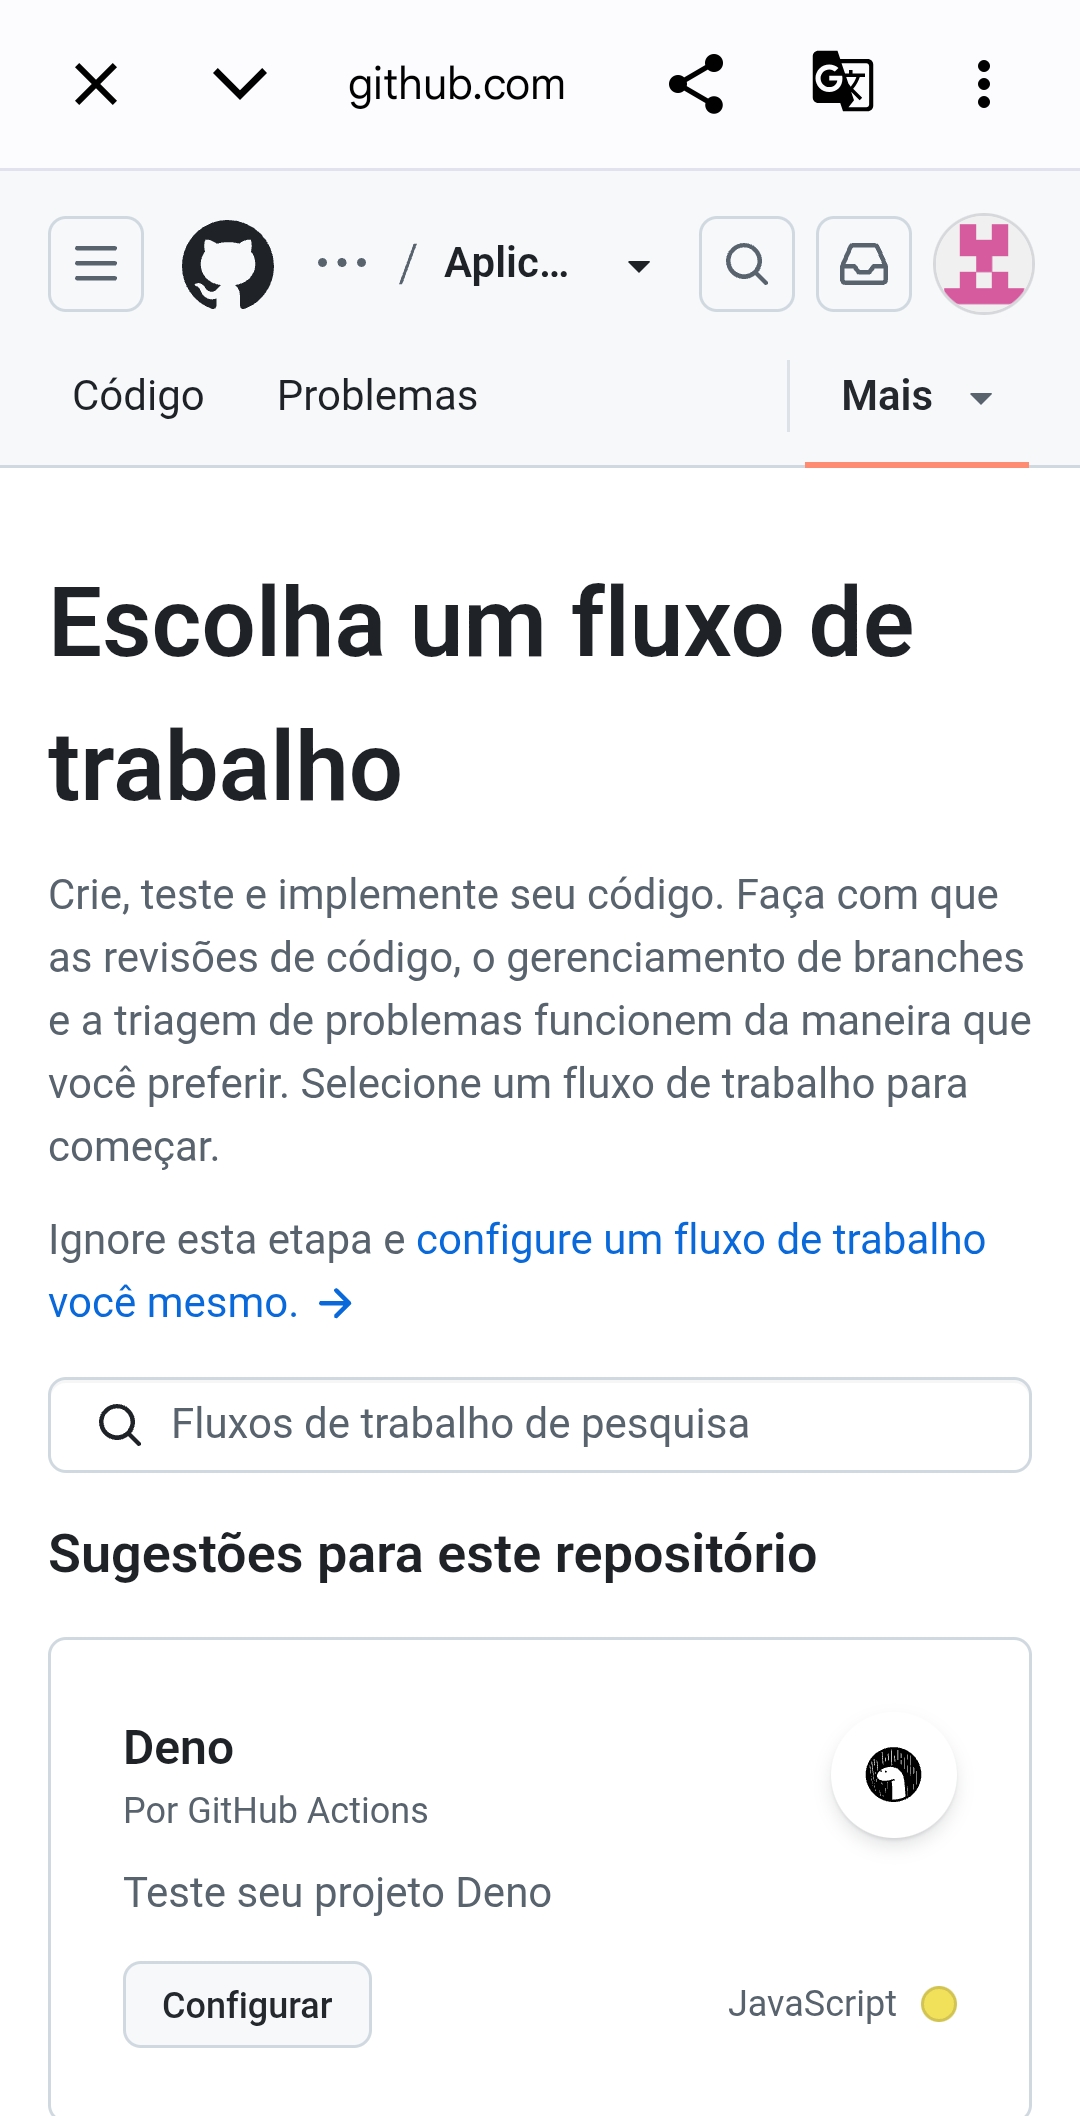 github.com
/ Aplic...
Código Problemas Mais
Escolha um fluxo de
trabalho
Crie, teste e implemente seu código. Faça com que
as revisões de código, o gerenciamento de branches
e a triagem de problemas funcionem da maneira que
você preferir. Selecione um fluxo de trabalho para
começar.
Ignore esta etapa e configure um fluxo de trabalho
você mesmo. →
Fluxos de trabalho de pesquisa
Sugestões para este repositório
Deno
Por GitHub Actions
Teste seu projeto Deno
Configurar JavaScript